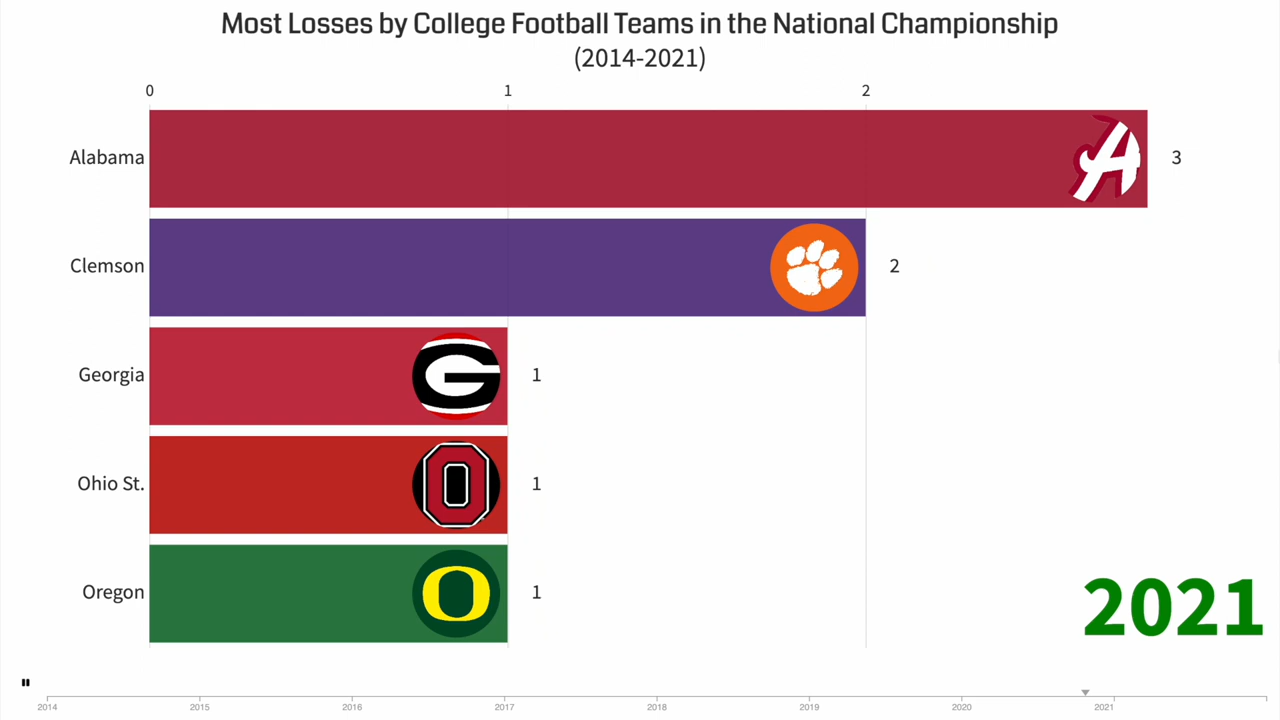 Most Losses by College Football Teams in the National Championship
(2014-2021)
0 1 2
Alabama A 3
Clemson 2
Georgia G 1
Ohio St. O 1
Oregon O 1
2021
2014 2015 2016 2017 2018 2019 2020 2021